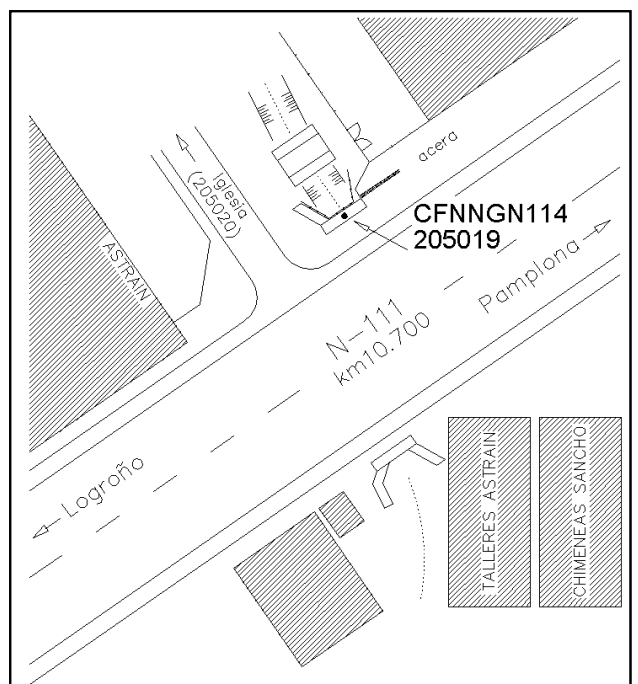 acera
Iglesia
(205020)
CFNNGN114
205019
ASTRAIN
Pamplona
N-111
km10.700
Logroño
TALLERES ASTRAIN
CHIMENEAS SANCHO